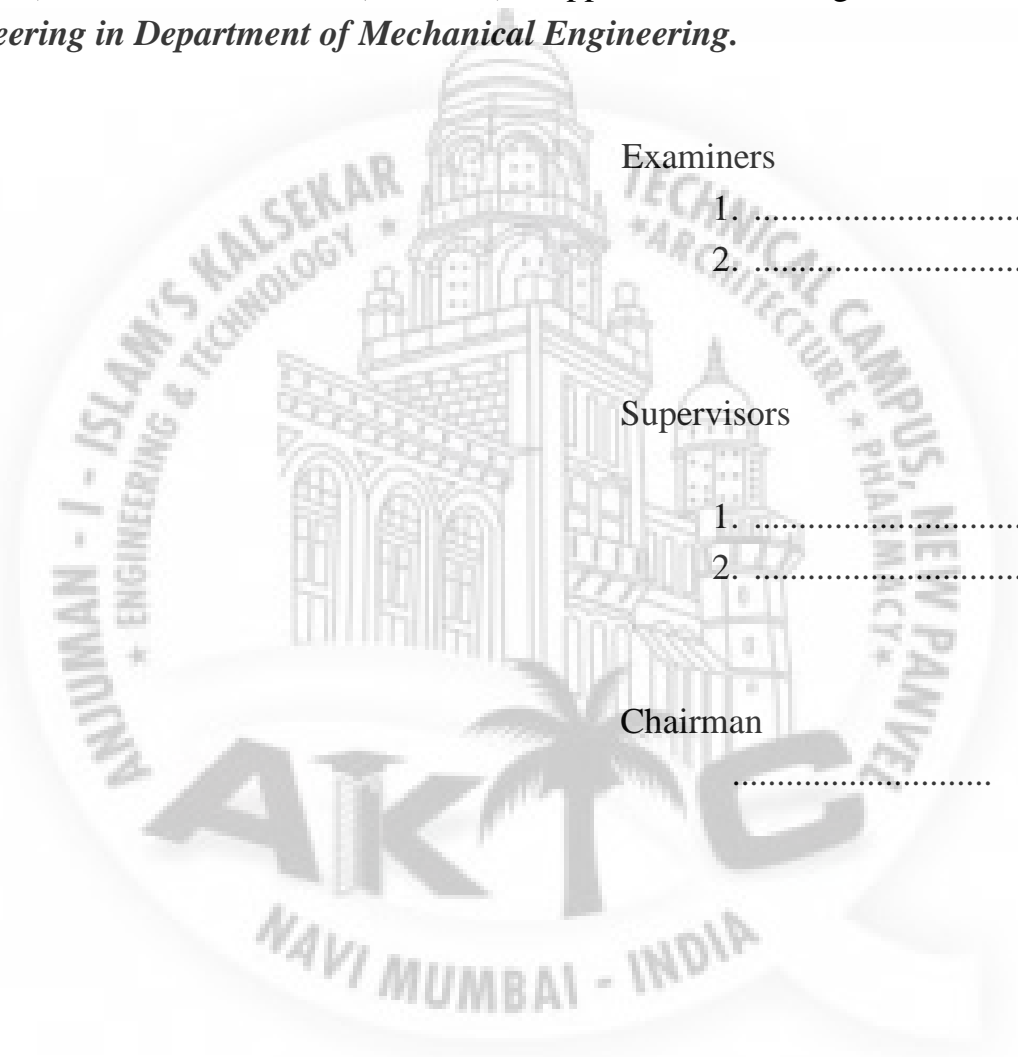 eering in Department of Mechanical Engineering.
Examiners
1. ..............................
2. ..............................
Supervisors
1. ..............................
2. ..............................
Chairman
.............................
ANJUMAN - I - ISLAM'S KALSEKAR TECHNICAL CAMPUS, NEW PANVEL
* ENGINEERING & TECHNOLOGY * *ARCHITECTURE * PHARMACY*
AKTC
NAVI MUMBAI - INDIA